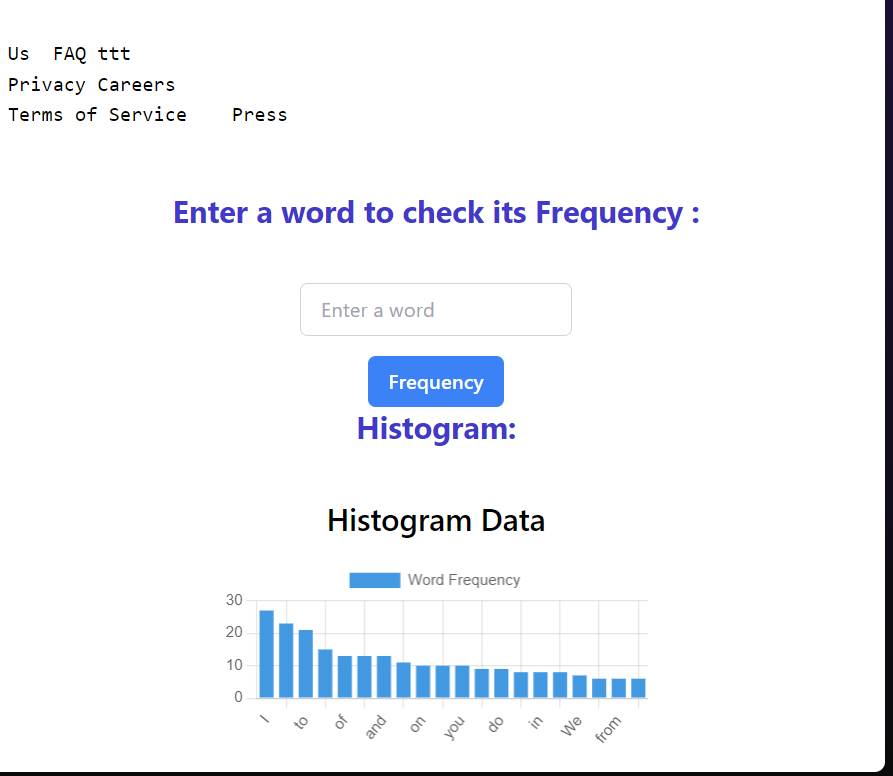 Us  FAQ ttt
Privacy Careers
Terms of Service    Press
Enter a word to check its Frequency :
Enter a word
Frequency
Histogram:
Histogram Data
Word Frequency
30
20
10
0
I to of and on you do in We from